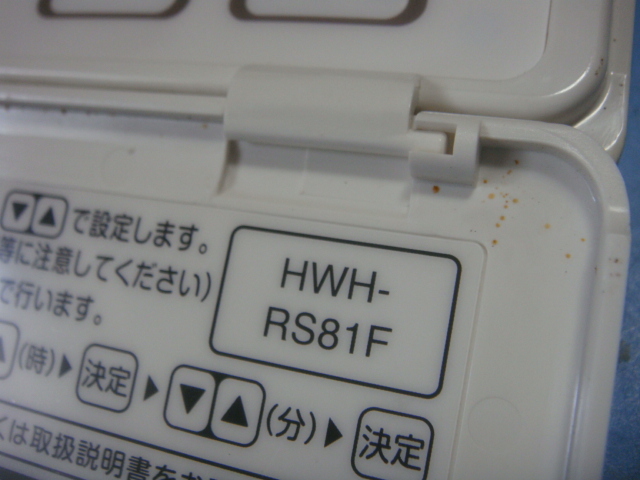 ▼▲で設定します。
等に注意してください)
で行います。
HWH-
RS81F
(時)▶決定▶▼▲(分)▶決定
は取扱説明書をお